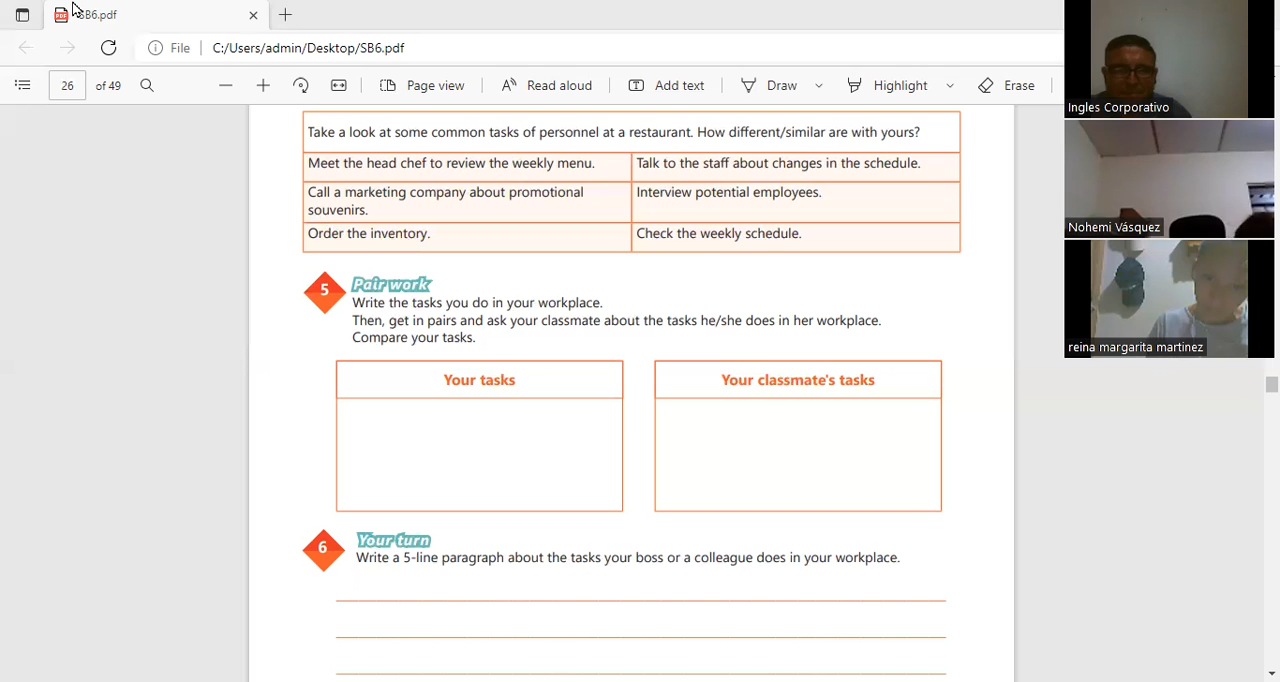 SB6.pdf
File C:/Users/admin/Desktop/SB6.pdf
26 of 49 Page view Read aloud Add text Draw Highlight Erase
Take a look at some common tasks of personnel at a restaurant. How different/similar are with yours?
Meet the head chef to review the weekly menu. Talk to the staff about changes in the schedule.
Call a marketing company about promotional souvenirs. Interview potential employees.
Order the inventory. Check the weekly schedule.
5 Pair work
Write the tasks you do in your workplace.
Then, get in pairs and ask your classmate about the tasks he/she does in her workplace.
Compare your tasks.
Your tasks Your classmate's tasks
6 Your turn
Write a 5-line paragraph about the tasks your boss or a colleague does in your workplace.
Ingles Corporativo
Nohemi Vásquez
reina margarita martinez